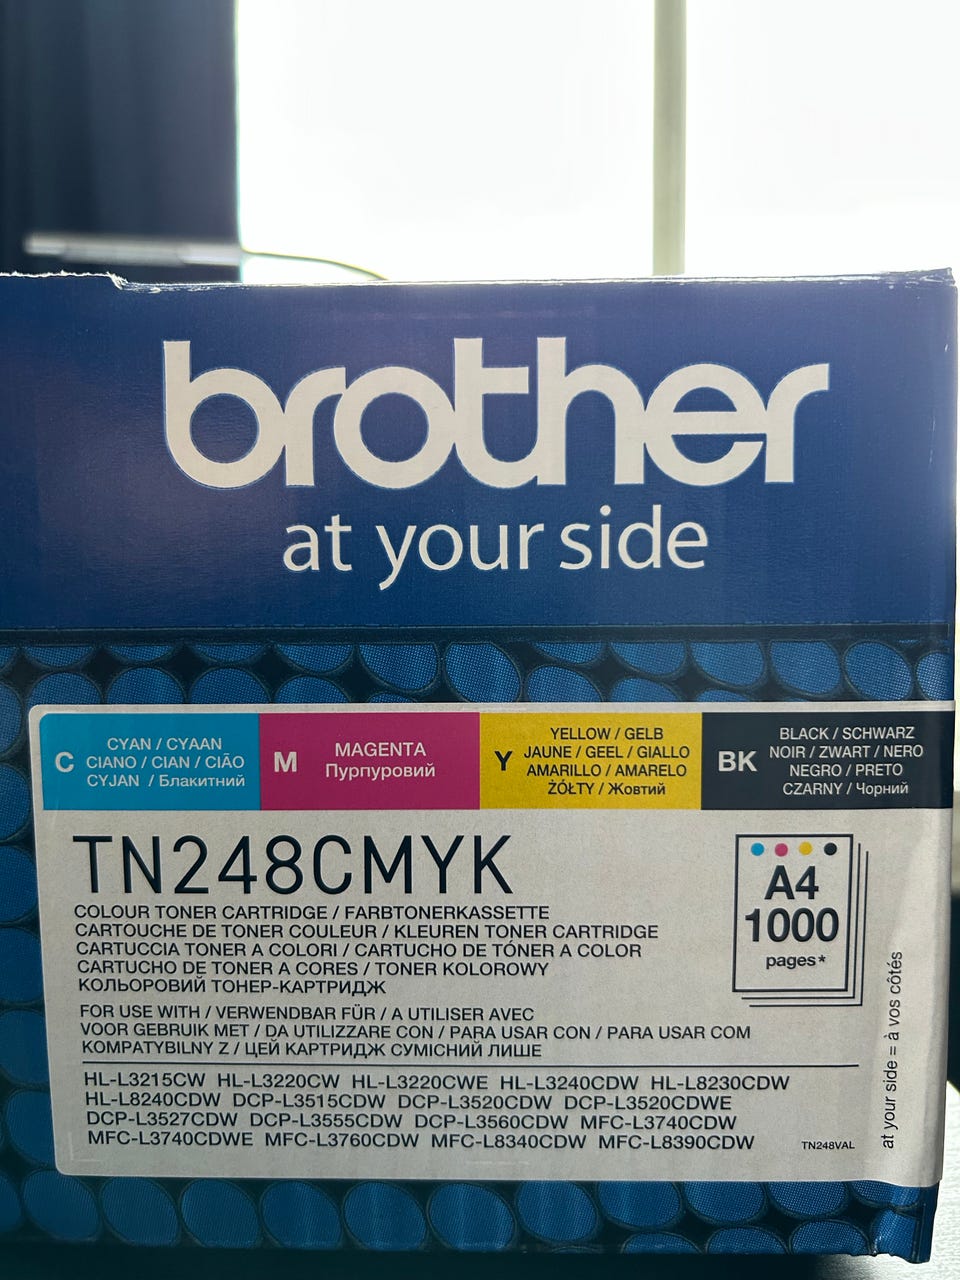 brother
at your side
C
CYAN / CYAAN
CIANO / CIAN / CIÃO
CYJAN / Блакитний
M
MAGENTA
Пурпуровий
Y
YELLOW / GELB
JAUNE / GEEL / GIALLO
AMARILLO / AMARELO
ŻÓŁTY / Жовтий
BK
BLACK / SCHWARZ
NOIR / ZWART / NERO
NEGRO / PRETO
CZARNY / Чорний
TN248CMYK
COLOUR TONER CARTRIDGE / FARBTONERKASSETTE
CARTOUCHE DE TONER COULEUR / KLEUREN TONER CARTRIDGE
CARTUCCIA TONER A COLORI / CARTUCHO DE TÓNER A COLOR
CARTUCHO DE TONER A CORES / TONER KOLOROWY
КОЛЬОРОВИЙ ТОНЕР-КАРТРИДЖ
A4
1000
pages*
FOR USE WITH / VERWENDBAR FÜR / A UTILISER AVEC
VOOR GEBRUIK MET / DA UTILIZZARE CON / PARA USAR CON / PARA USAR COM
KOMPATYBILNY Z / ЦЕЙ КАРТРИДЖ СУМІСНИЙ ЛИШЕ
HL-L3215CW HL-L3220CW HL-L3220CWE HL-L3240CDW HL-L8230CDW
HL-L8240CDW DCP-L3515CDW DCP-L3520CDW DCP-L3520CDWE
DCP-L3527CDW DCP-L3555CDW DCP-L3560CDW MFC-L3740CDW
MFC-L3740CDWE MFC-L3760CDW MFC-L8340CDW MFC-L8390CDW
TN248VAL
at your side = à vos côtés